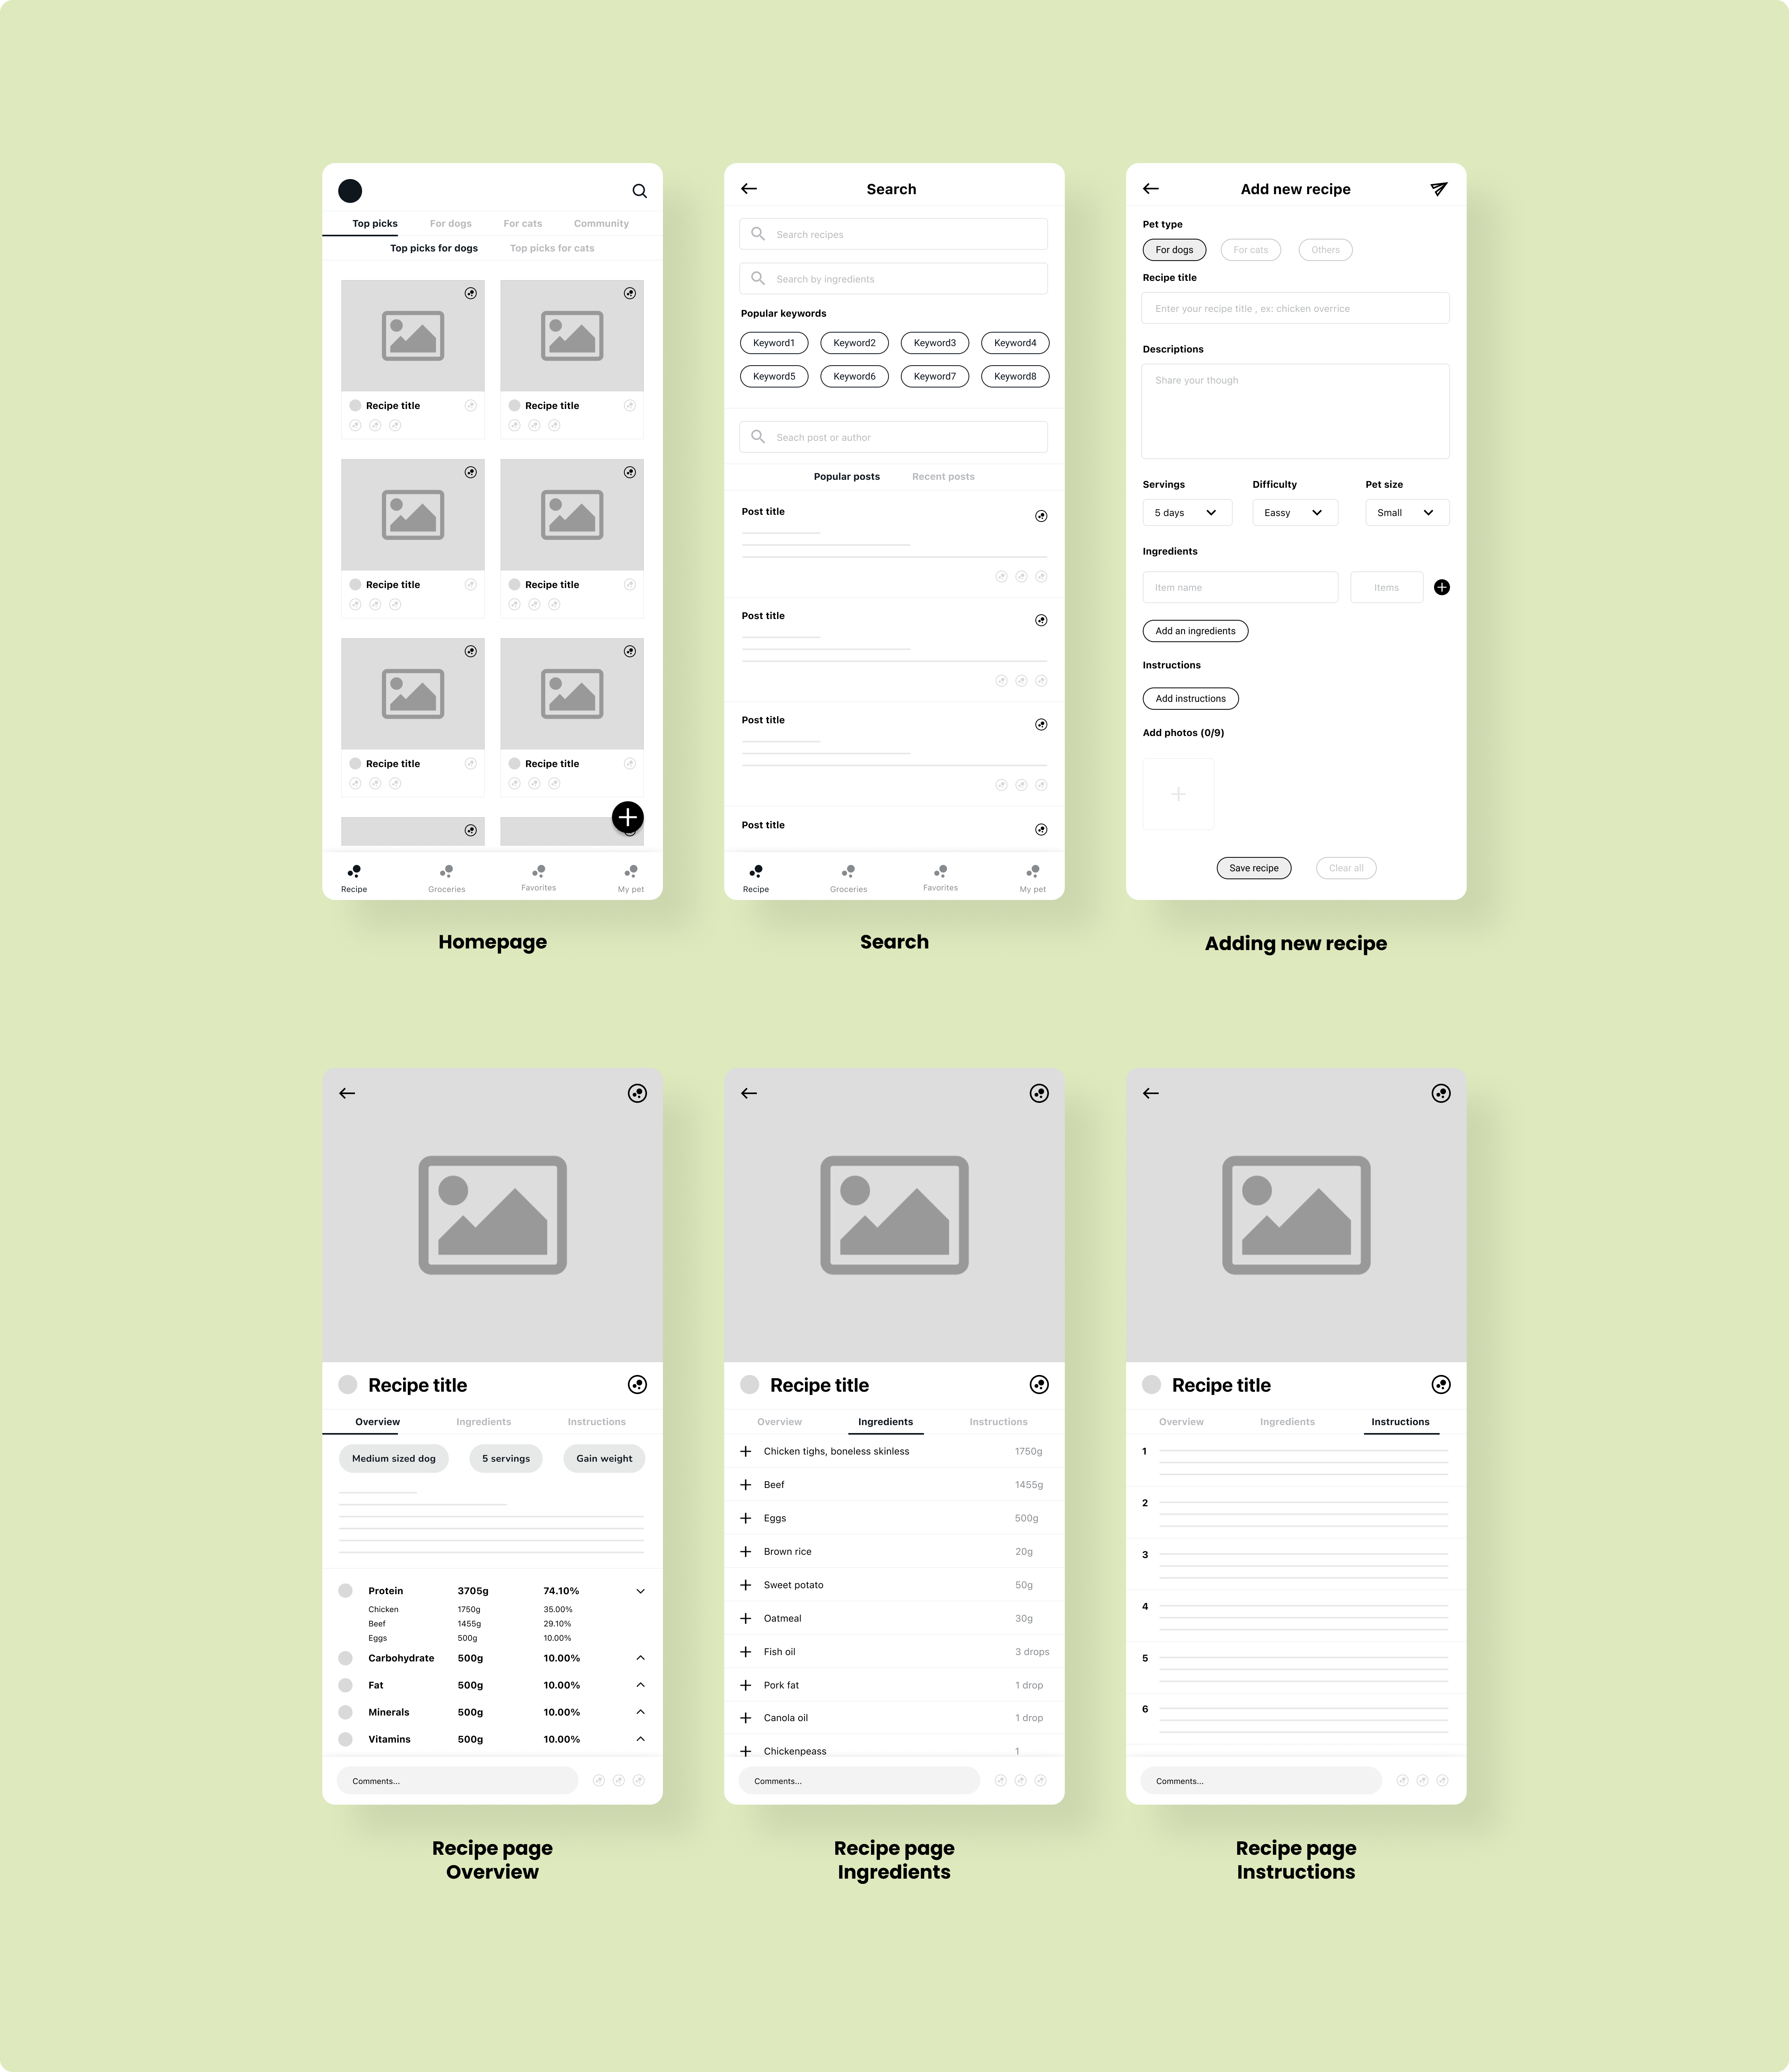 Top picks For dogs For cats Community
Top picks for dogs Top picks for cats
Recipe title Recipe title
Recipe title Recipe title
Recipe title Recipe title
Recipe Groceries Favorites My pet
Homepage
Search
Search recipes
Search by ingredients
Popular keywords
Keyword1 Keyword2 Keyword3 Keyword4
Keyword5 Keyword6 Keyword7 Keyword8
Seach post or author
Popular posts Recent posts
Post title
Post title
Post title
Post title
Recipe Groceries Favorites My pet
Search
Add new recipe
Pet type
For dogs For cats Others
Recipe title
Enter your recipe title , ex: chicken overrice
Descriptions
Share your though
Servings Difficulty Pet size
5 days Eassy Small
Ingredients
Item name Items
Add an ingredients
Instructions
Add instructions
Add photos (0/9)
Save recipe Clear all
Adding new recipe
Recipe title
Overview Ingredients Instructions
Medium sized dog 5 servings Gain weight
Protein 3705g 74.10%
Chicken 1750g 35.00%
Beef 1455g 29.10%
Eggs 500g 10.00%
Carbohydrate 500g 10.00%
Fat 500g 10.00%
Minerals 500g 10.00%
Vitamins 500g 10.00%
Comments...
Recipe page
Overview
Recipe title
Overview Ingredients Instructions
Chicken tighs, boneless skinless 1750g
Beef 1455g
Eggs 500g
Brown rice 20g
Sweet potato 50g
Oatmeal 30g
Fish oil 3 drops
Pork fat 1 drop
Canola oil 1 drop
Chickenpeass 1
Comments...
Recipe page
Ingredients
Recipe title
Overview Ingredients Instructions
1
2
3
4
5
6
Comments...
Recipe page
Instructions